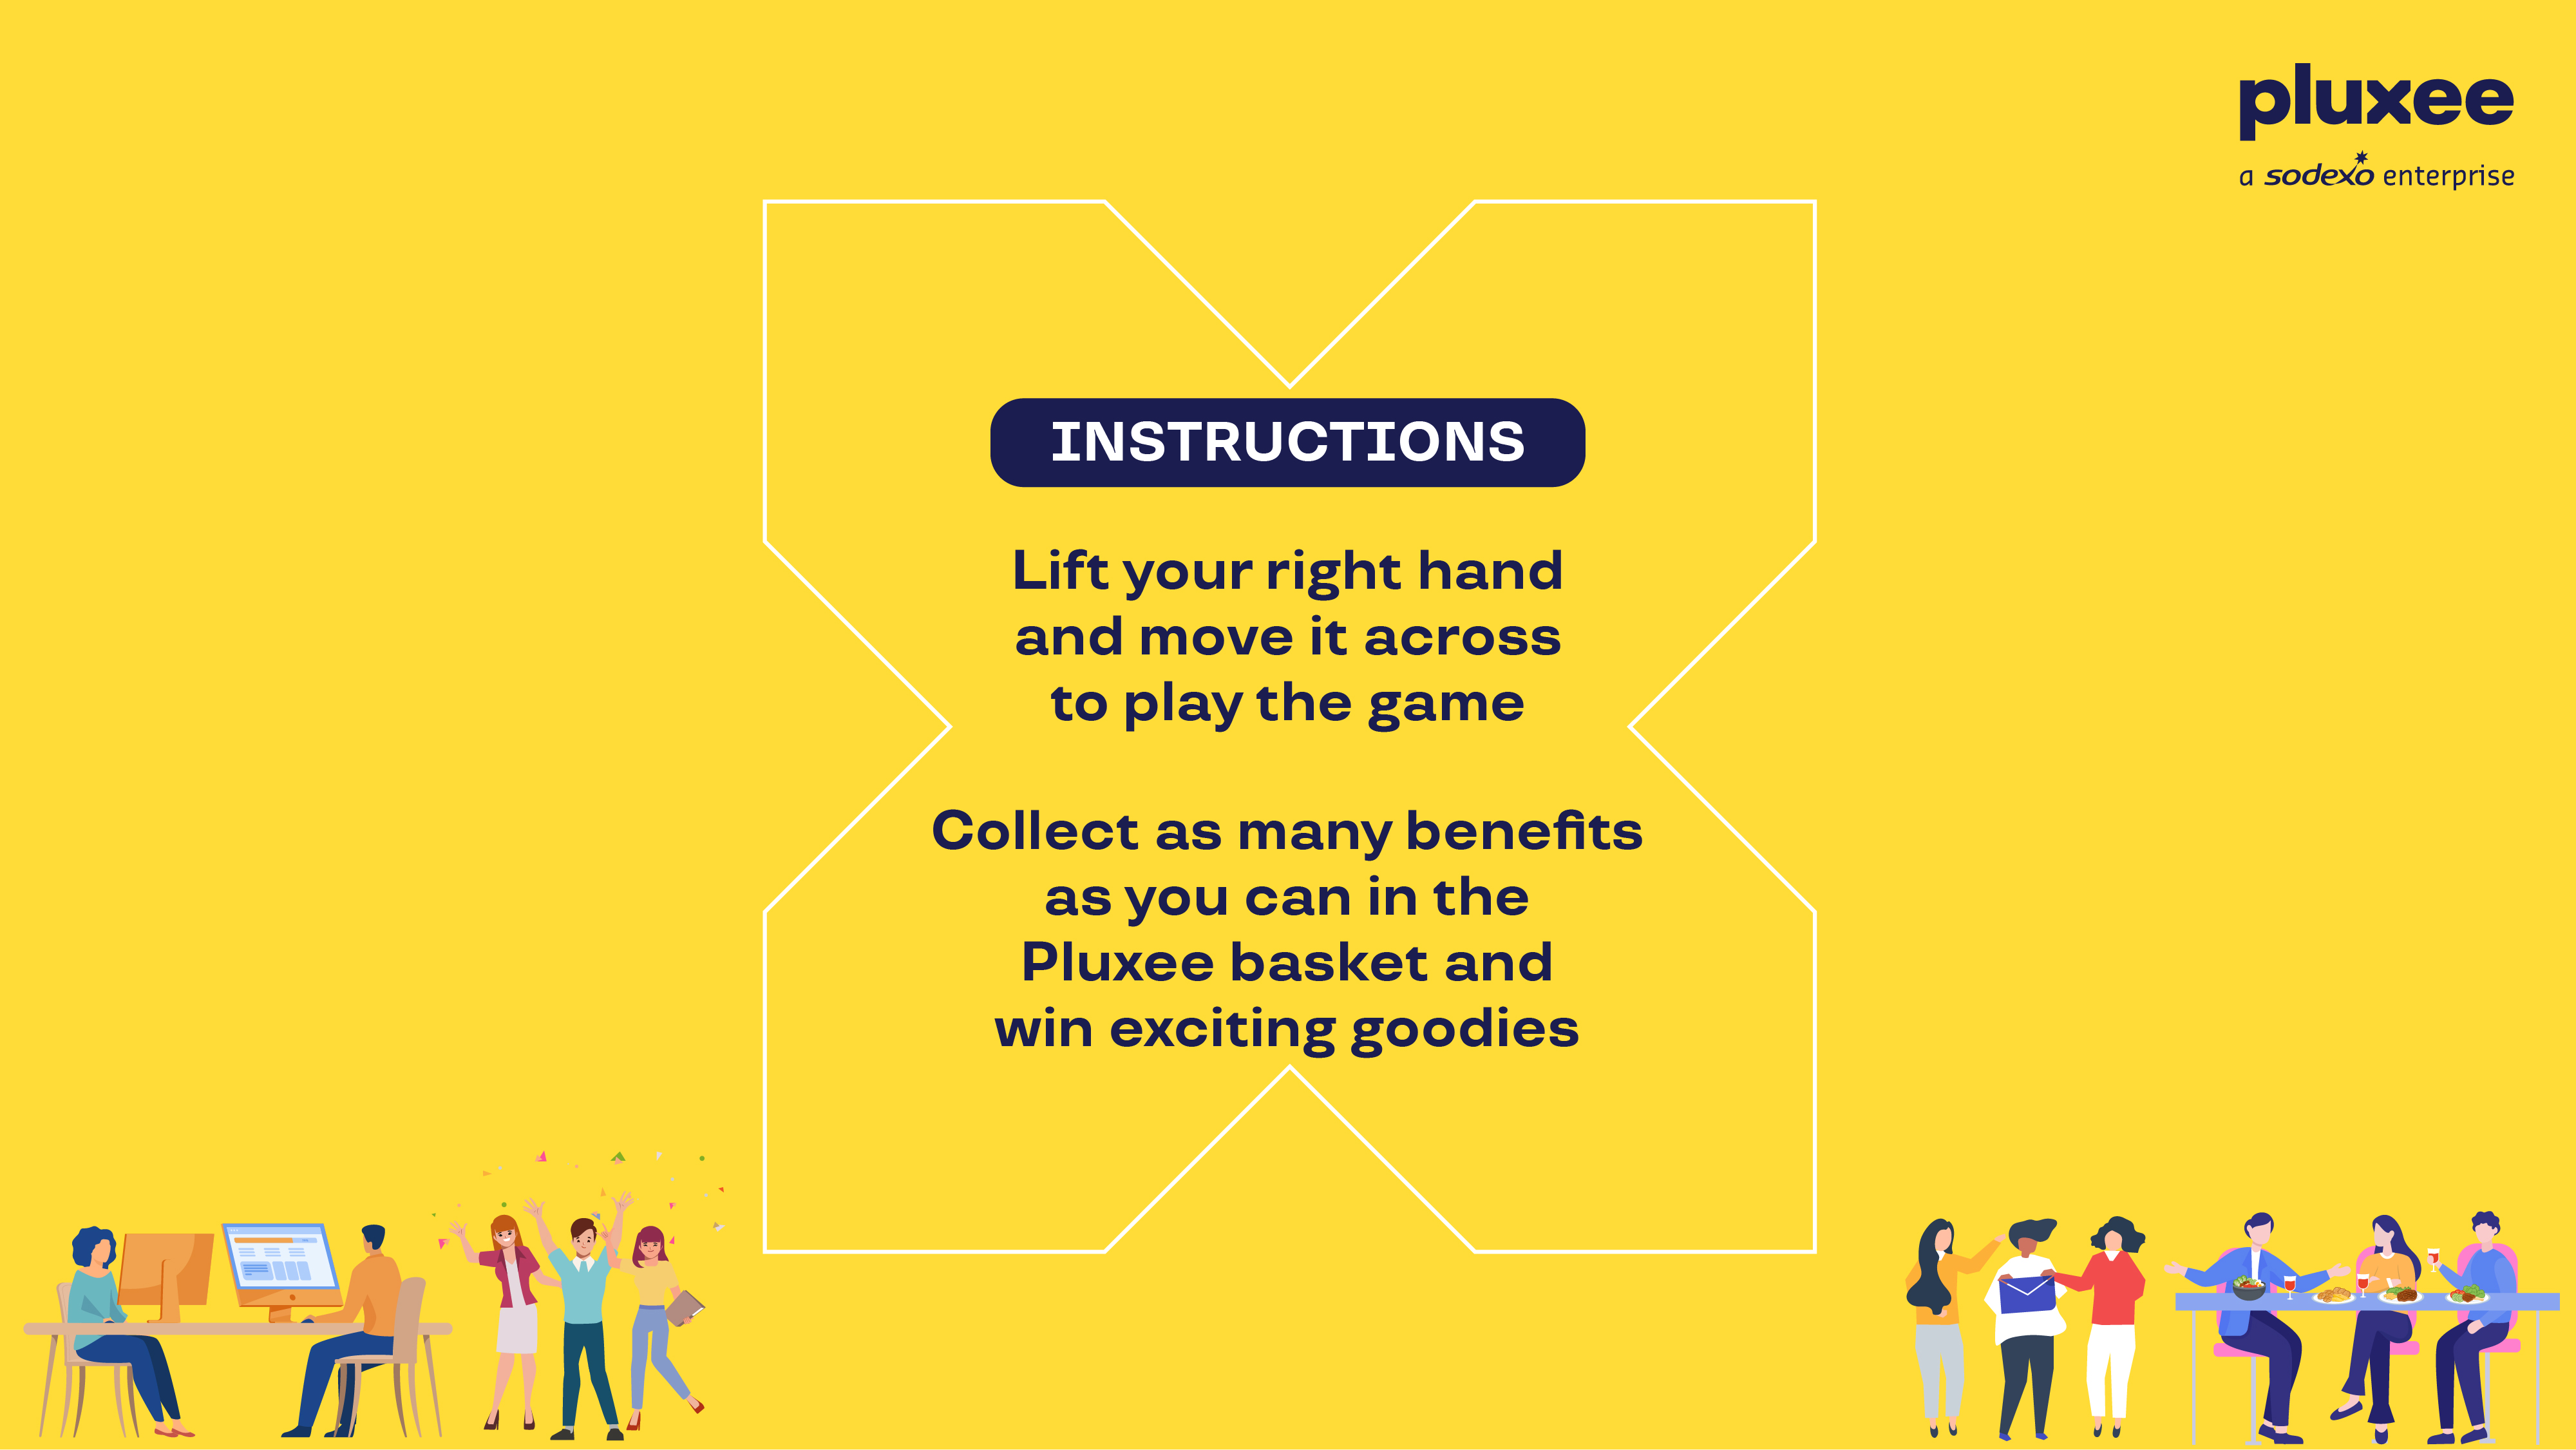 pluxee
a sodexo enterprise
INSTRUCTIONS
Lift your right hand
and move it across
to play the game
Collect as many benefits
as you can in the
Pluxee basket and
win exciting goodies